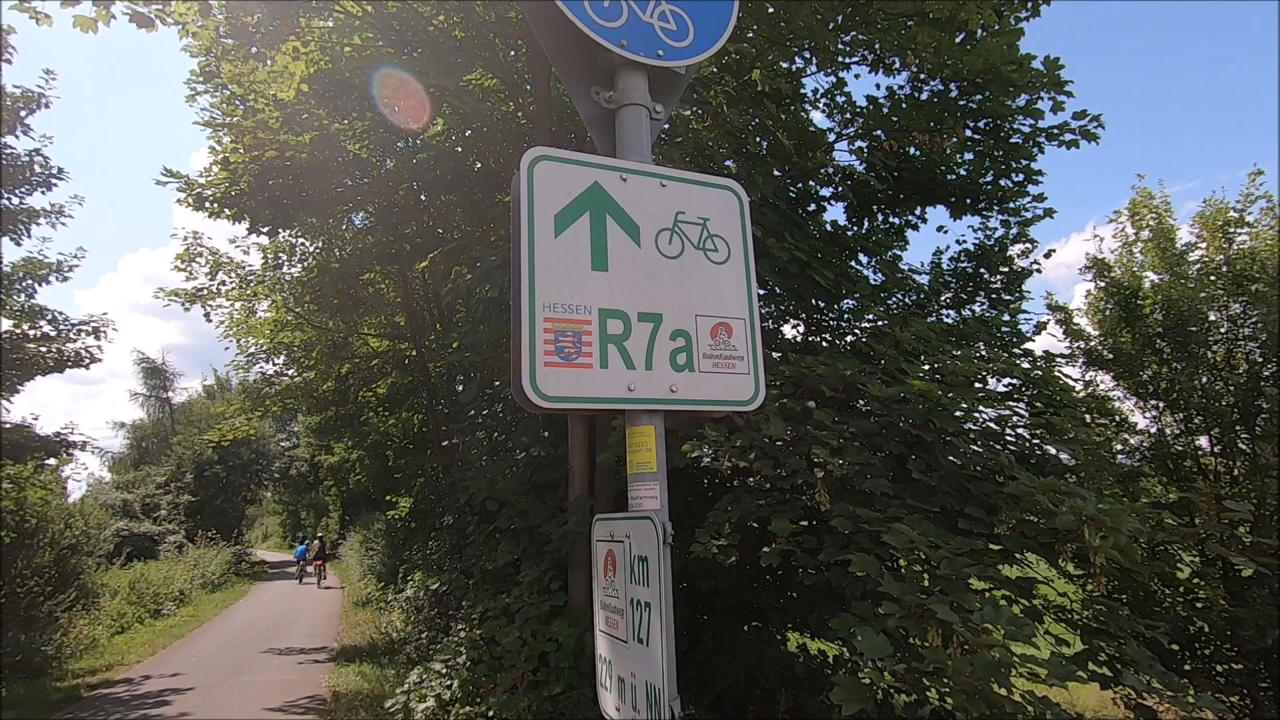 HESSEN
R7a
BahnRadweg
HESSEN
km
127
BahnRadweg
HESSEN
229 m ü. NN